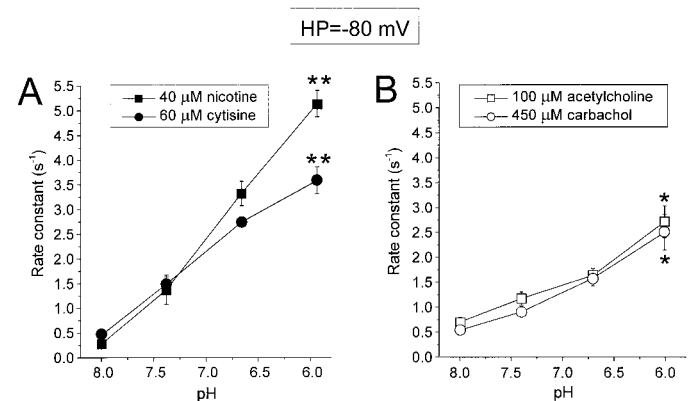 HP=-80 mV
A
40 μM nicotine
60 μM cytisine
**
**
Rate constant (s⁻¹)
5.5
5.0
4.5
4.0
3.5
3.0
2.5
2.0
1.5
1.0
0.5
0.0
8.0 7.5 7.0 6.5 6.0
pH
B
100 μM acetylcholine
450 μM carbachol
*
*
Rate constant (s⁻¹)
5.5
5.0
4.5
4.0
3.5
3.0
2.5
2.0
1.5
1.0
0.5
0.0
8.0 7.5 7.0 6.5 6.0
pH